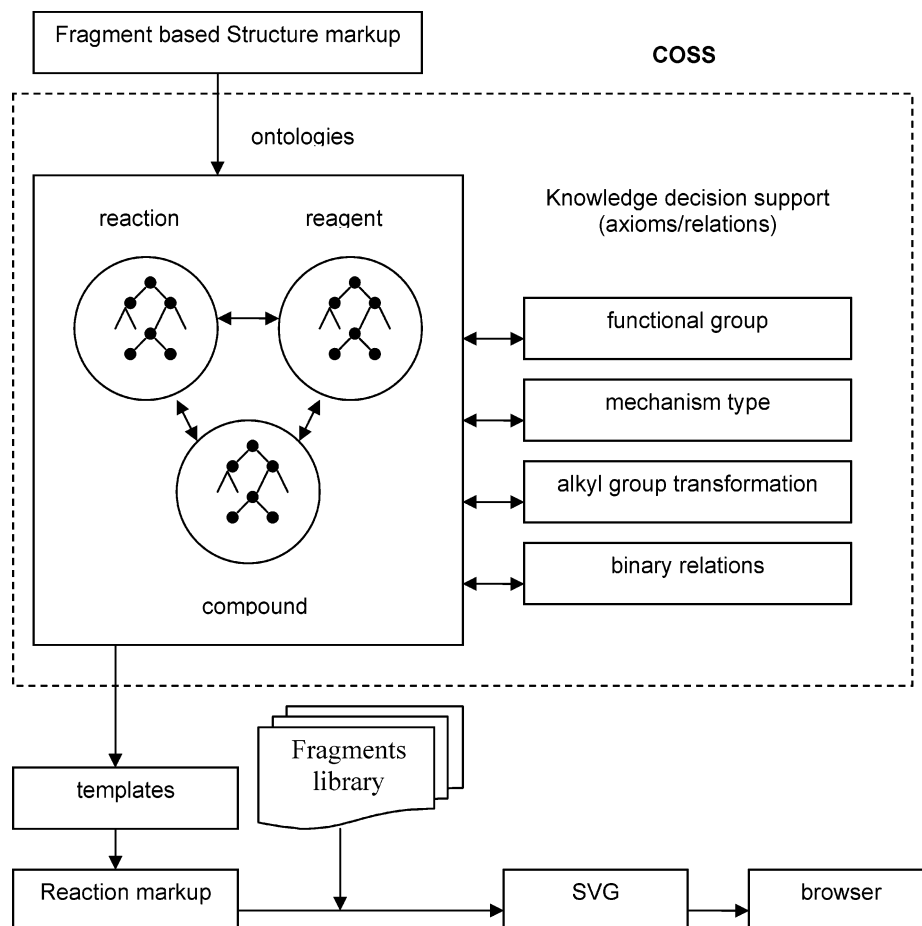 Fragment based Structure markup
COSS
ontologies
reaction
reagent
compound
Knowledge decision support
(axioms/relations)
functional group
mechanism type
alkyl group transformation
binary relations
Fragments
library
templates
Reaction markup
SVG
browser